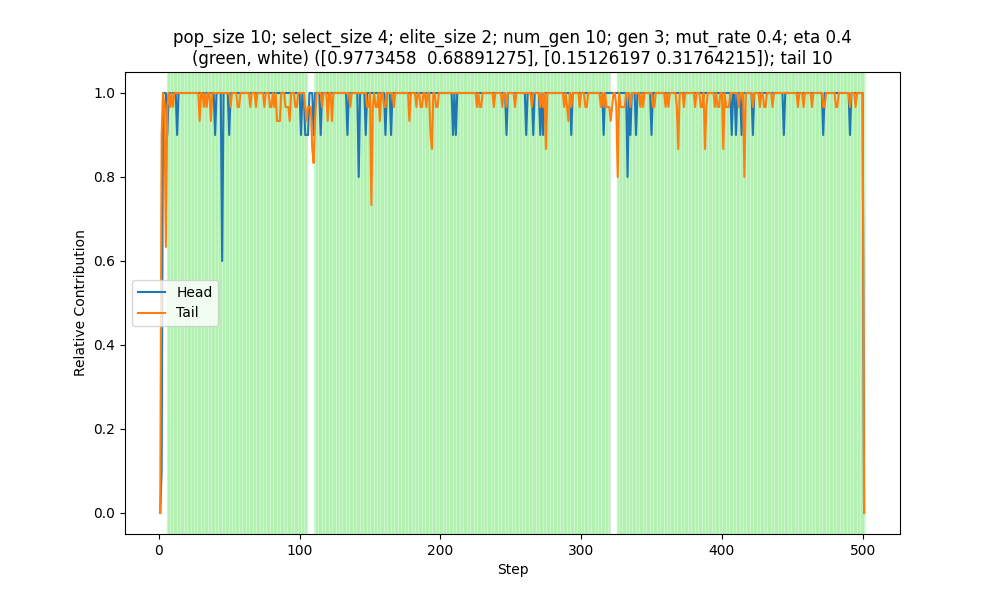 pop_size 10; select_size 4; elite_size 2; num_gen 10; gen 3; mut_rate 0.4; eta 0.4
(green, white) ([0.9773458  0.68891275], [0.15126197 0.31764215]); tail 10
1.0
0.8
0.6
0.4
0.2
0.0
Relative Contribution
Head
Tail
0
100
200
300
400
500
Step